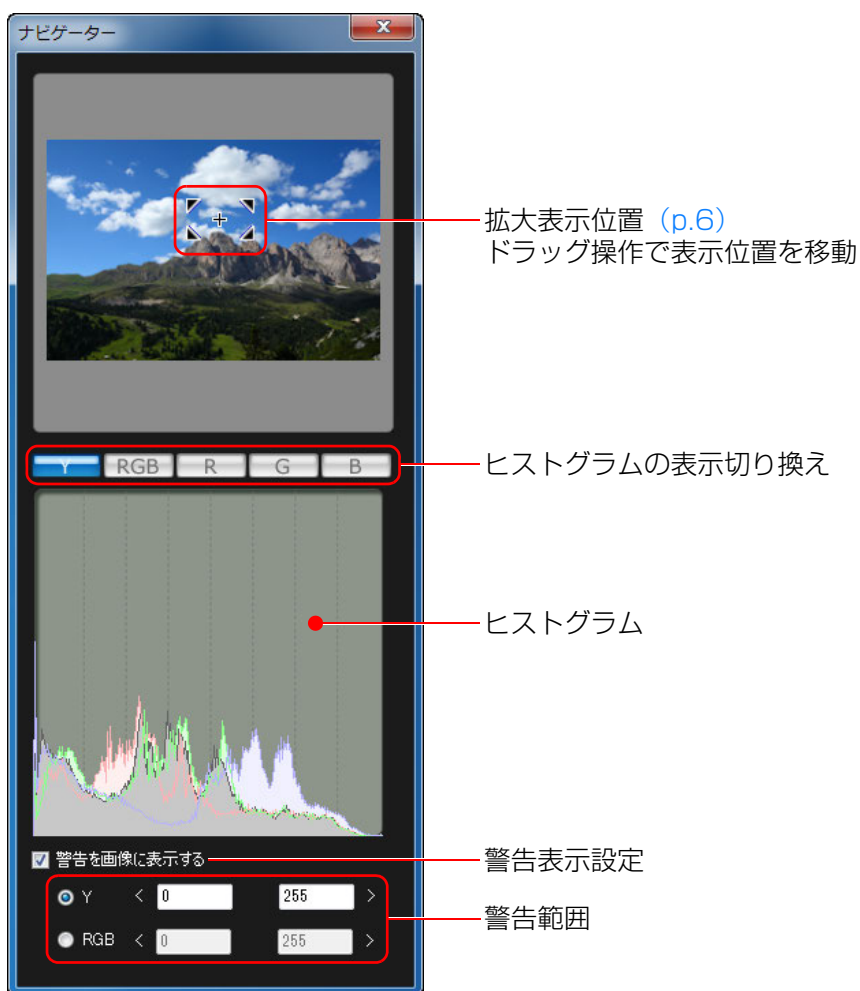 ナビゲーター
拡大表示位置（p.6）
ドラッグ操作で表示位置を移動
Y RGB R G B
ヒストグラムの表示切り換え
ヒストグラム
警告を画像に表示する
警告表示設定
Y < 0 255 >
警告範囲
RGB < 0 255 >